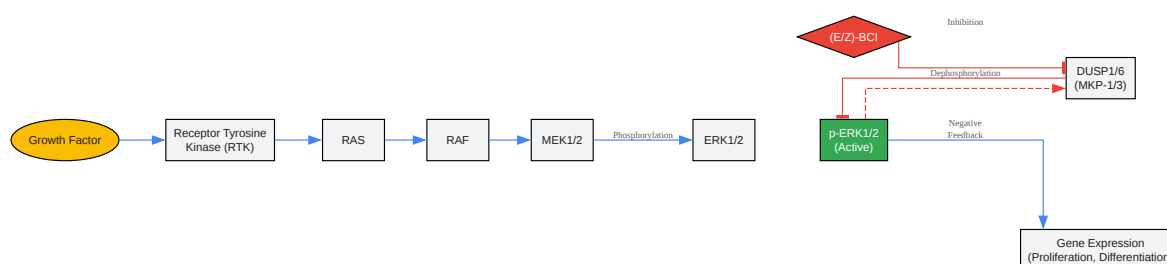 (E/Z)-BCI
Inhibition
DUSP1/6
(MKP-1/3)
Dephosphorylation
Growth Factor
Receptor Tyrosine
Kinase (RTK)
RAS
RAF
MEK1/2
Phosphorylation
ERK1/2
p-ERK1/2
(Active)
Negative
Feedback
Gene Expression
(Proliferation, Differentiation